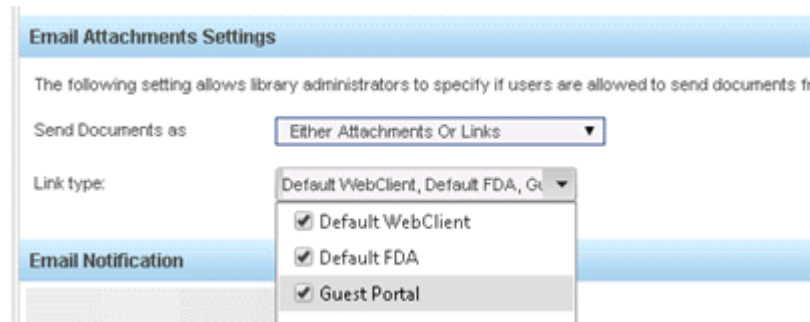 Email Attachments Settings
The following setting allows library administrators to specify if users are allowed to send documents
Send Documents as Either Attachments Or Links
Link type: Default WebClient, Default FDA,
Default WebClient
Default FDA
Email Notification
Guest Portal